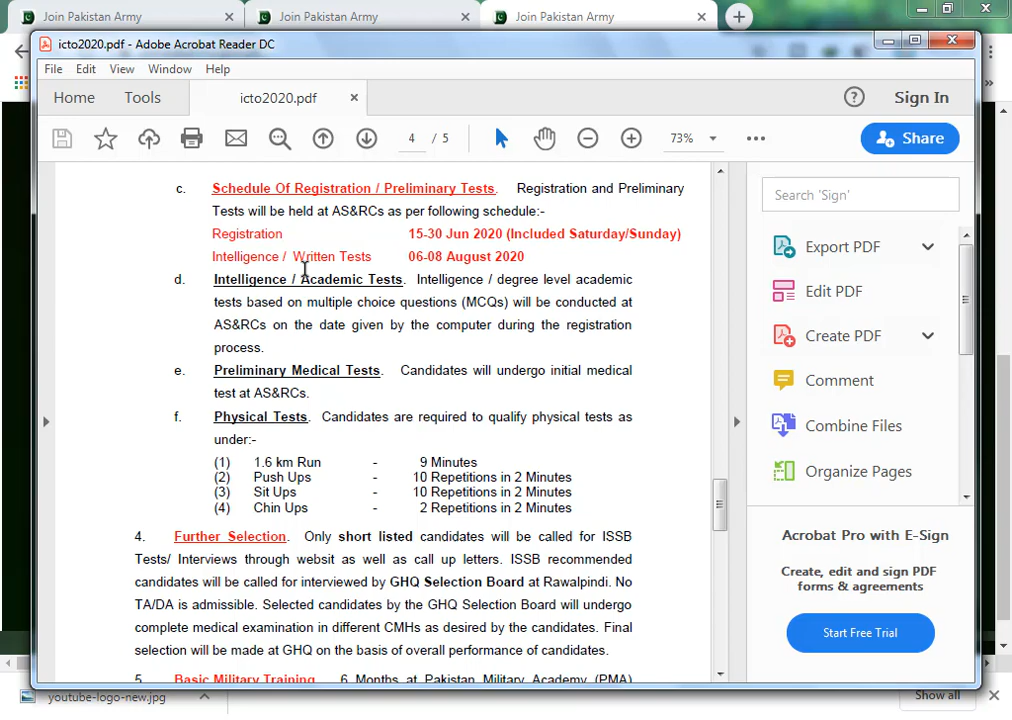 Join Pakistan Army
Join Pakistan Army
Join Pakistan Army
icto2020.pdf - Adobe Acrobat Reader DC
File Edit View Window Help
Home Tools icto2020.pdf Sign In
4 / 5 73% Share
c. Schedule Of Registration / Preliminary Tests. Registration and Preliminary
Tests will be held at AS&RCs as per following schedule:-
Registration 15-30 Jun 2020 (Included Saturday/Sunday)
Intelligence / Written Tests 06-08 August 2020
d. Intelligence / Academic Tests. Intelligence / degree level academic
tests based on multiple choice questions (MCQs) will be conducted at
AS&RCs on the date given by the computer during the registration
process.
e. Preliminary Medical Tests. Candidates will undergo initial medical
test at AS&RCs.
f. Physical Tests. Candidates are required to qualify physical tests as
under:-
(1) 1.6 km Run - 9 Minutes
(2) Push Ups - 10 Repetitions in 2 Minutes
(3) Sit Ups - 10 Repetitions in 2 Minutes
(4) Chin Ups - 2 Repetitions in 2 Minutes
4. Further Selection. Only short listed candidates will be called for ISSB
Tests/ Interviews through websit as well as call up letters. ISSB recommended
candidates will be called for interviewed by GHQ Selection Board at Rawalpindi. No
TA/DA is admissible. Selected candidates by the GHQ Selection Board will undergo
complete medical examination in different CMHs as desired by the candidates. Final
selection will be made at GHQ on the basis of overall performance of candidates.
5. Basic Military Training. 6 Months at Pakistan Military Academy (PMA)
Search 'Sign'
Export PDF
Edit PDF
Create PDF
Comment
Combine Files
Organize Pages
Acrobat Pro with E-Sign
Create, edit and sign PDF
forms & agreements
Start Free Trial
youtube-logo-new.jpg
Show all